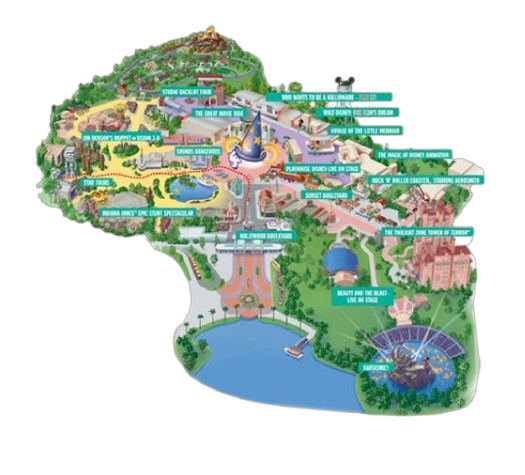 STUDIO BACKLOT TOUR
WHO WANTS TO BE A MILLIONAIRE - PLAY IT!
THE GREAT MOVIE RIDE
WALT DISNEY: ONE MAN'S DREAM
VOYAGE OF THE LITTLE MERMAID
JIM HENSON'S MUPPET VISION 3-D
SOUNDS DANGEROUS
THE MAGIC OF DISNEY ANIMATION
PLAYHOUSE DISNEY LIVE ON STAGE
STAR TOURS
ROCK 'N' ROLLER COASTER, STARRING AEROSMITH
SUNSET BOULEVARD
INDIANA JONES™ EPIC STUNT SPECTACULAR
HOLLYWOOD BOULEVARD
THE TWILIGHT ZONE TOWER OF TERROR™
BEAUTY AND THE BEAST-
LIVE ON STAGE
FANTASMIC!